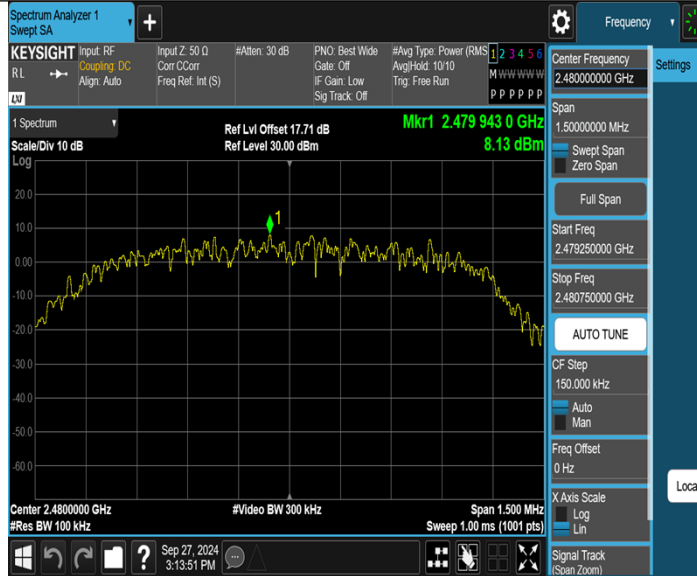 Spectrum Analyzer 1
Swept SA
+
Frequency
KEYSIGHT
RL
LXI
Input: RF
Coupling: DC
Align: Auto
Input Z: 50 Ω
Corr CCorr
Freq Ref: Int (S)
#Atten: 30 dB
PNO: Best Wide
Gate: Off
IF Gain: Low
Sig Track: Off
#Avg Type: Power (RMS
Avg|Hold: 10/10
Trig: Free Run
1 2 3 4 5 6
M W W W W W
P P P P P P
1 Spectrum
Scale/Div 10 dB
Log
Ref Lvl Offset 17.71 dB
Ref Level 30.00 dBm
Mkr1 2.479 943 0 GHz
8.13 dBm
1
20.0
10.0
0.00
-10.0
-20.0
-30.0
-40.0
-50.0
-60.0
Center 2.4800000 GHz
#Res BW 100 kHz
#Video BW 300 kHz
Span 1.500 MHz
Sweep 1.00 ms (1001 pts)
Center Frequency
2.480000000 GHz
Settings
Span
1.50000000 MHz
Swept Span
Zero Span
Full Span
Start Freq
2.479250000 GHz
Stop Freq
2.480750000 GHz
AUTO TUNE
CF Step
150.000 kHz
Auto
Man
Freq Offset
0 Hz
X Axis Scale
Log
Lin
Loca
Signal Track
(Span Zoom)
?
Sep 27, 2024
3:13:51 PM